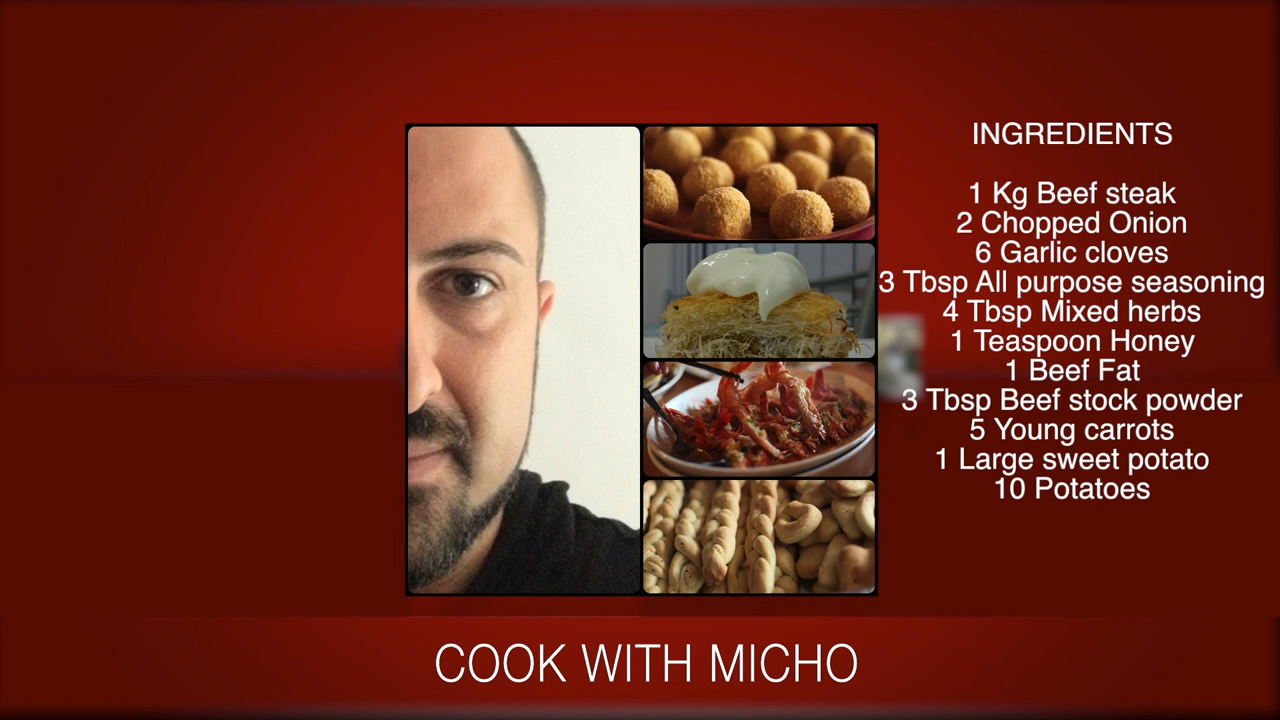 INGREDIENTS
1 Kg Beef steak
2 Chopped Onion
6 Garlic cloves
3 Tbsp All purpose seasoning
4 Tbsp Mixed herbs
1 Teaspoon Honey
1 Beef Fat
3 Tbsp Beef stock powder
5 Young carrots
1 Large sweet potato
10 Potatoes
COOK WITH MICHO